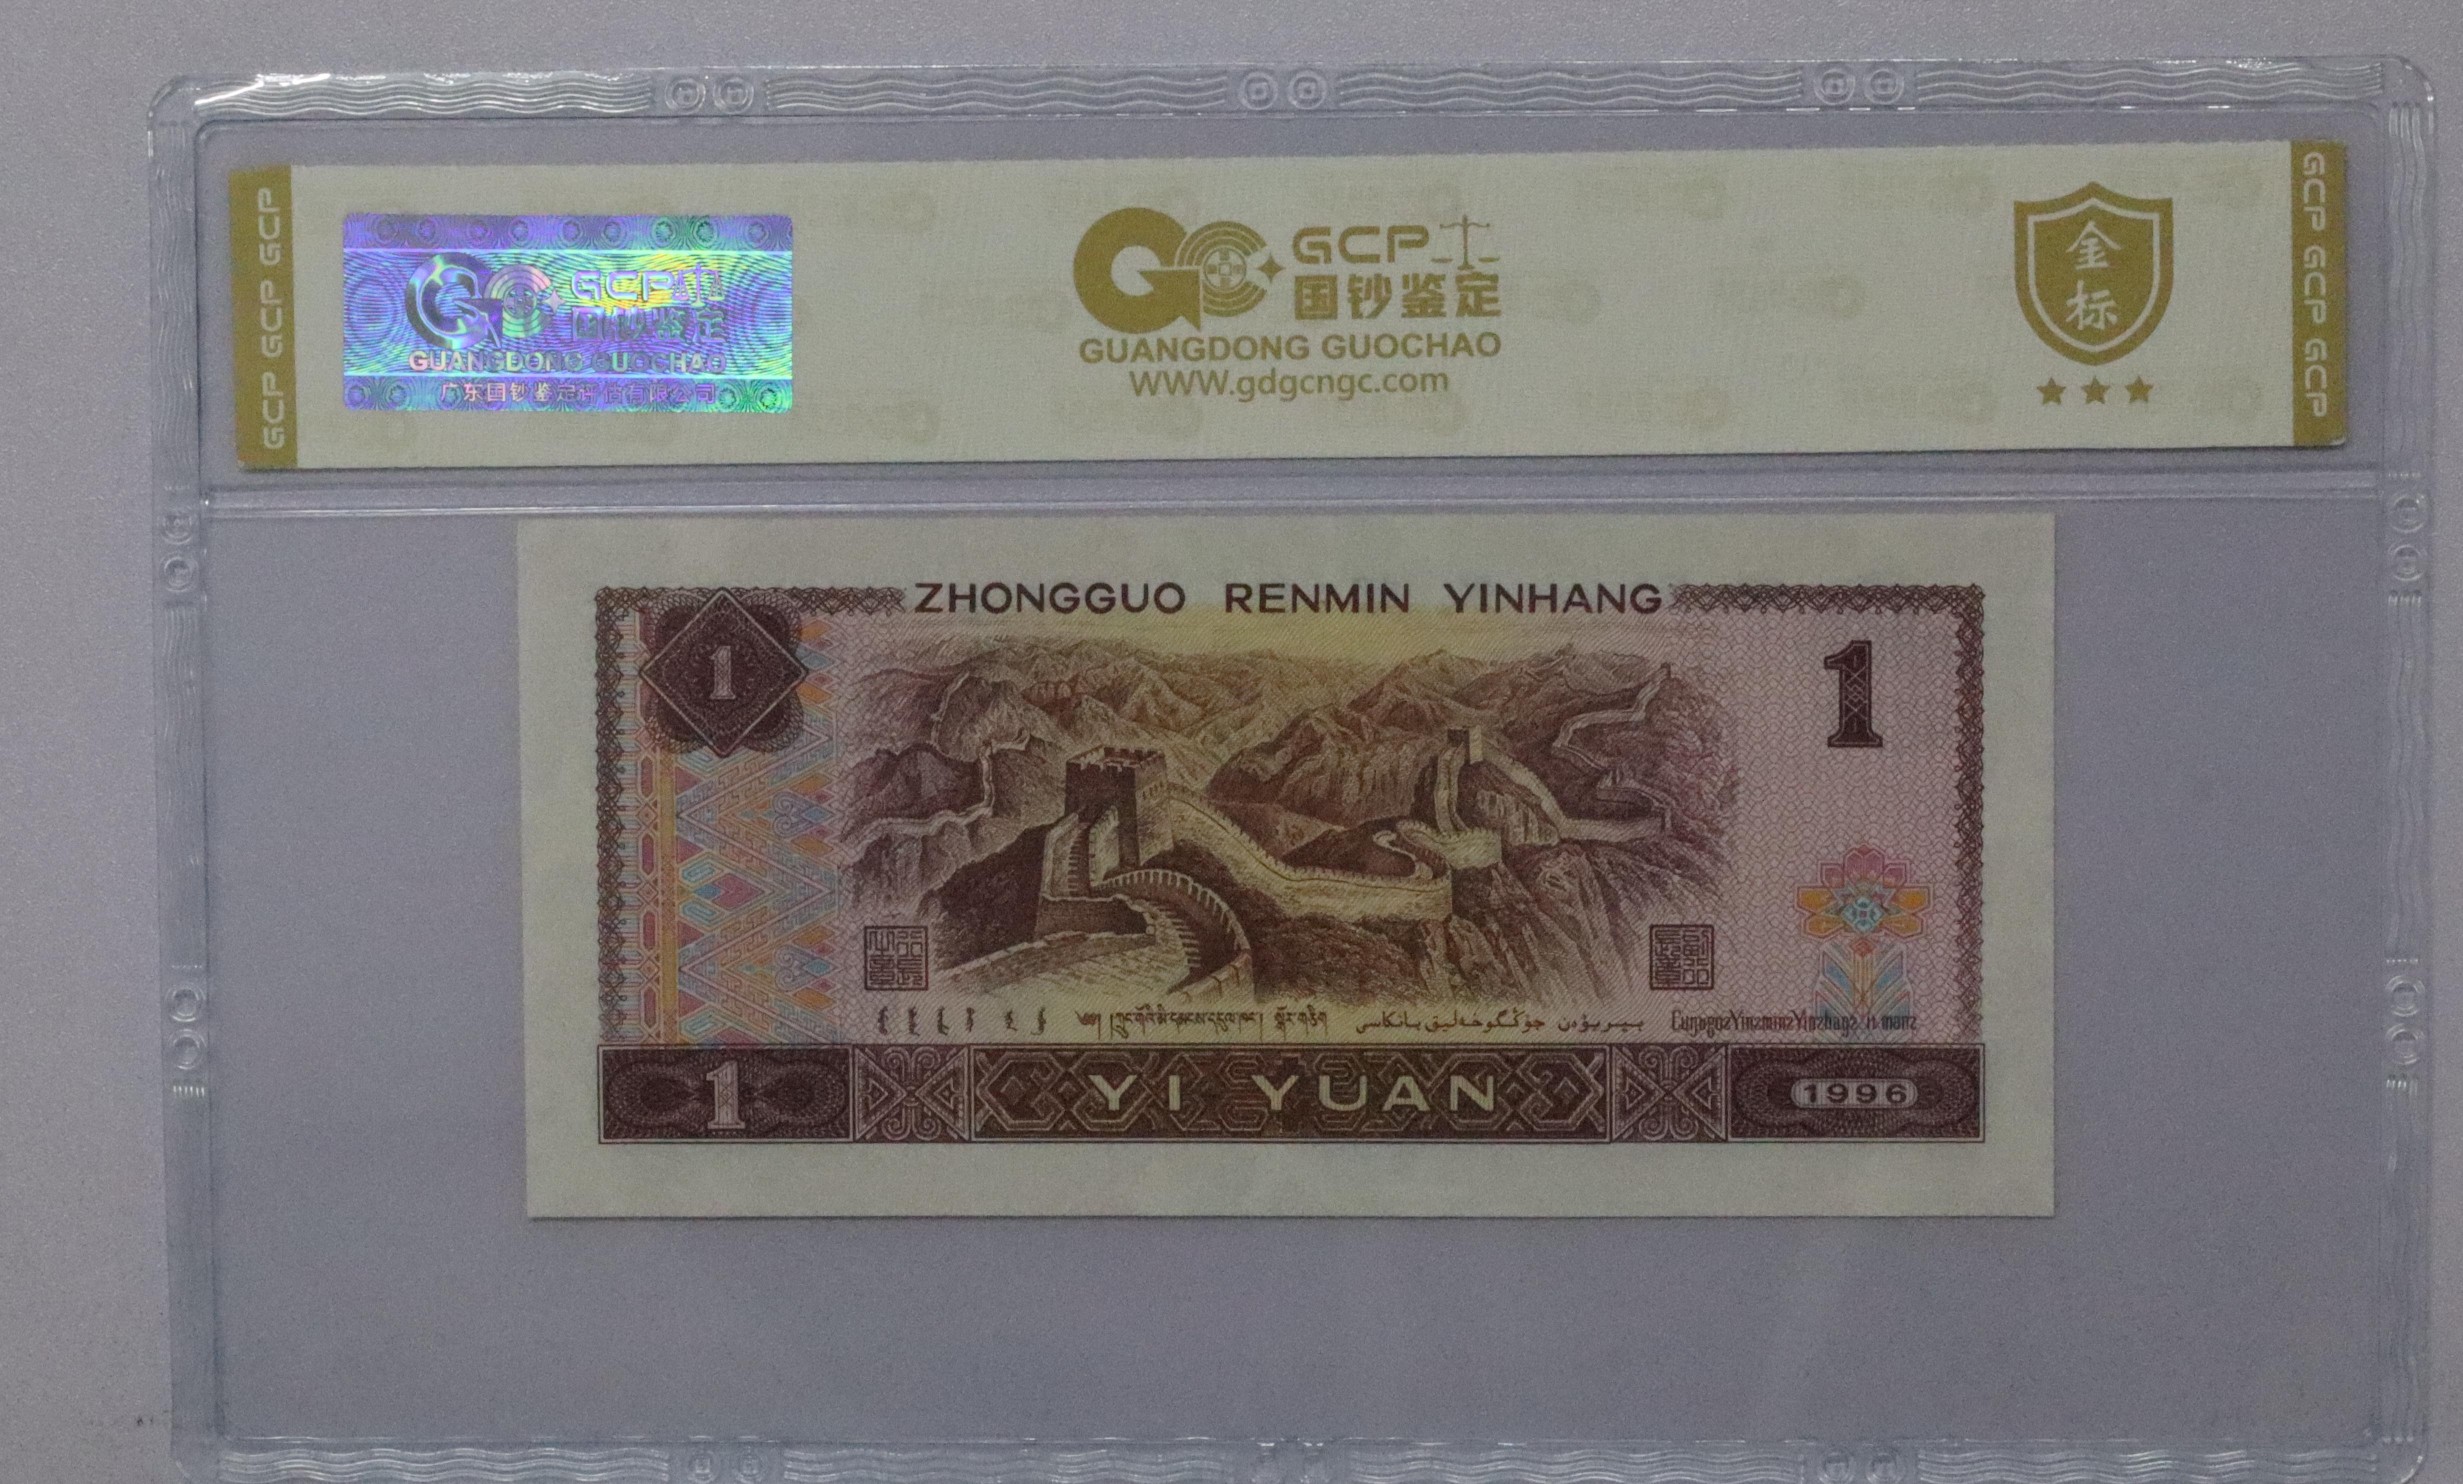 GCP GCP GCP
GCP
国钞鉴定
GUANGDONG GUOCHAO
广东国钞鉴定评估有限公司
GCP
国钞鉴定
GUANGDONG GUOCHAO
WWW.gdgcngc.com
金
标
GCP GCP GCP
ZHONGGUO RENMIN YINHANG
1
1
1
YI YUAN
1996